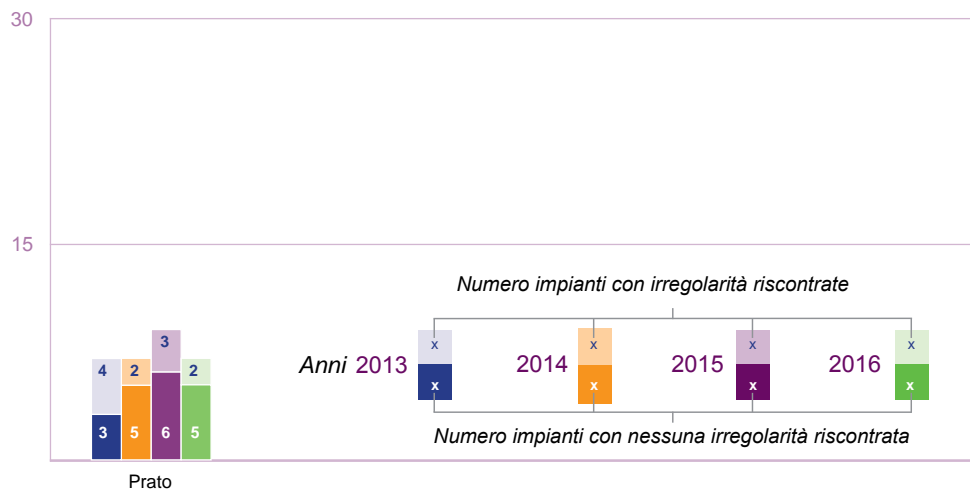 30
15
Numero impianti con irregolarità riscontrate
x x x x
Anni 2013 2014 2015 2016
x x x x
Numero impianti con nessuna irregolarità riscontrata
4 2 3 2
3 5 6 5
Prato